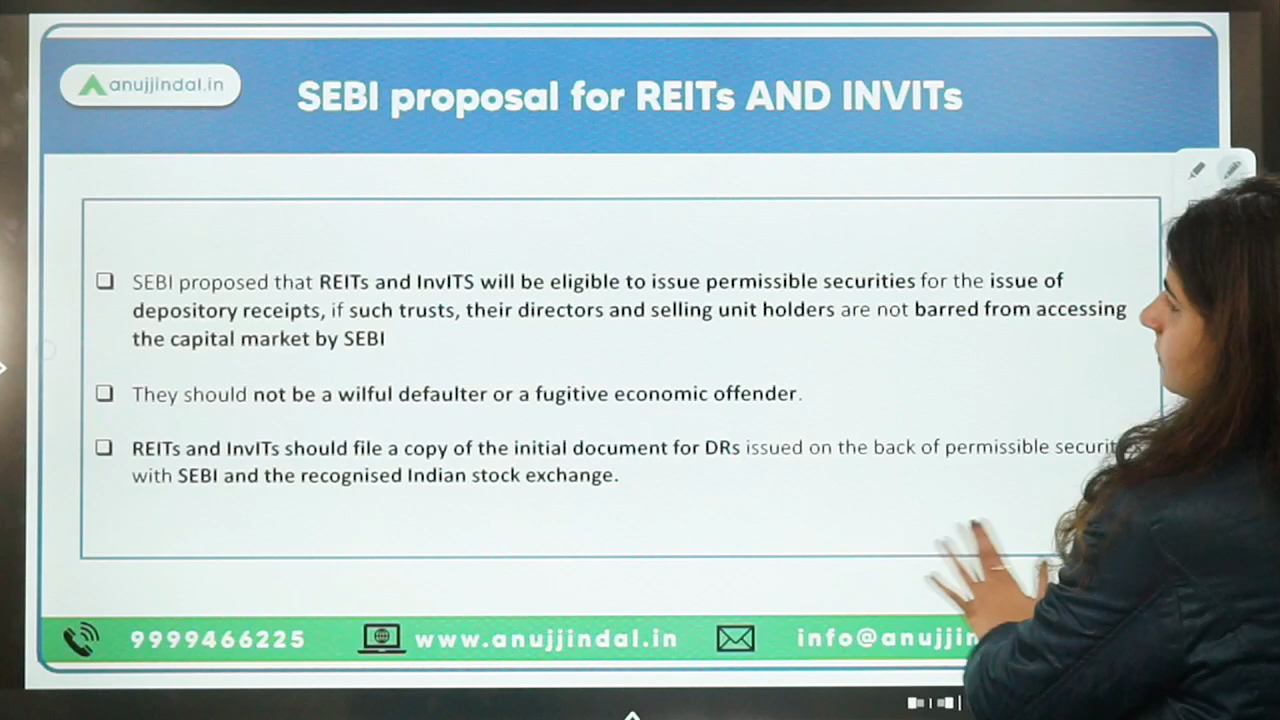 anujjindal.in
SEBI proposal for REITs AND INVITs
SEBI proposed that REITs and InvITS will be eligible to issue permissible securities for the issue of
depository receipts, if such trusts, their directors and selling unit holders are not barred from accessing
the capital market by SEBI
They should not be a wilful defaulter or a fugitive economic offender.
REITs and InvITs should file a copy of the initial document for DRs issued on the back of permissible
with SEBI and the recognised Indian stock exchange.
9999466225 www.anujjindal.in